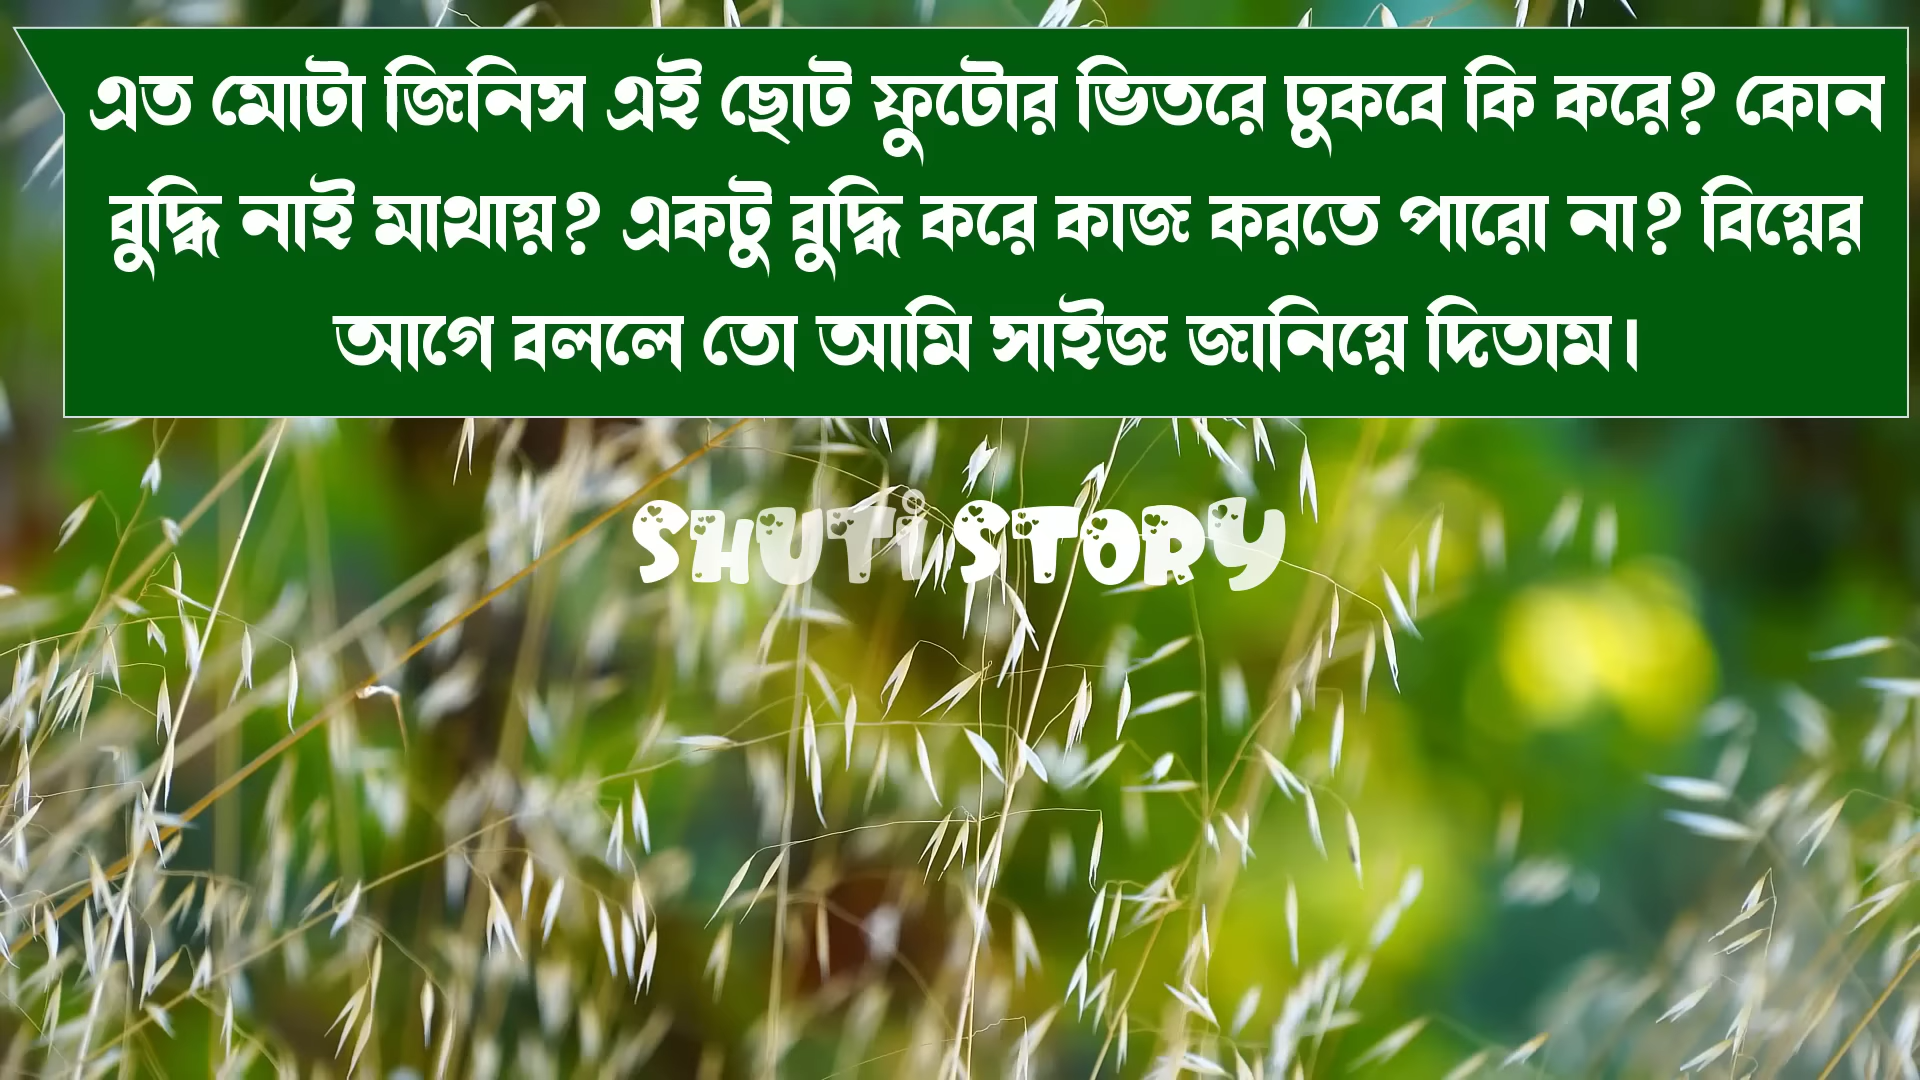 এত মোটা জিনিস এই ছোট ফুটোর ভিতরে ঢুকবে কি করে? কোন
বুদ্ধি নাই মাথায়? একটু বুদ্ধি করে কাজ করতে পারো না? বিয়ের
আগে বললে তো আমি সাইজ জানিয়ে দিতাম।
SHUTI STORY